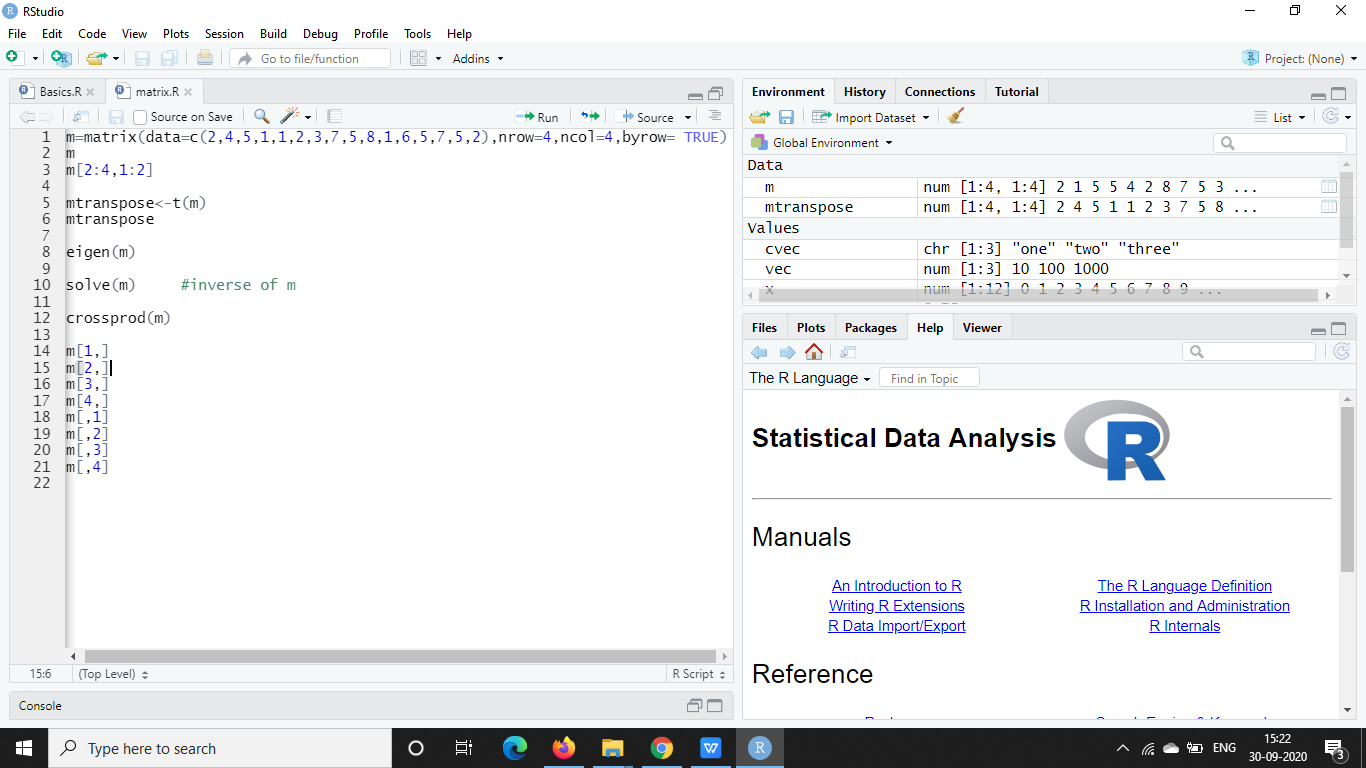 RStudio
File Edit Code View Plots Session Build Debug Profile Tools Help
Go to file/function Addins Project: (None)
Basics.R matrix.R
Source on Save Run Source
1 m=matrix(data=c(2,4,5,1,1,2,3,7,5,8,1,6,5,7,5,2),nrow=4,ncol=4,byrow= TRUE)
2 m
3 m[2:4,1:2]
4
5 mtranspose<-t(m)
6 mtranspose
7
8 eigen(m)
9
10 solve(m) #inverse of m
11
12 crossprod(m)
13
14 m[1,]
15 m[2,]
16 m[3,]
17 m[4,]
18 m[,1]
19 m[,2]
20 m[,3]
21 m[,4]
22
15:6 (Top Level) R Script
Console
Environment History Connections Tutorial
Import Dataset List
Global Environment
Data
m num [1:4, 1:4] 2 1 5 5 4 2 8 7 5 3 ...
mtranspose num [1:4, 1:4] 2 4 5 1 1 2 3 7 5 8 ...
Values
cvec chr [1:3] "one" "two" "three"
vec num [1:3] 10 100 1000
x num [1:12] 0 1 2 3 4 5 6 7 8 9 ...
Files Plots Packages Help Viewer
The R Language Find in Topic
Statistical Data Analysis R
Manuals
An Introduction to R The R Language Definition
Writing R Extensions R Installation and Administration
R Data Import/Export R Internals
Reference
Type here to search
ENG 15:22
30-09-2020 3